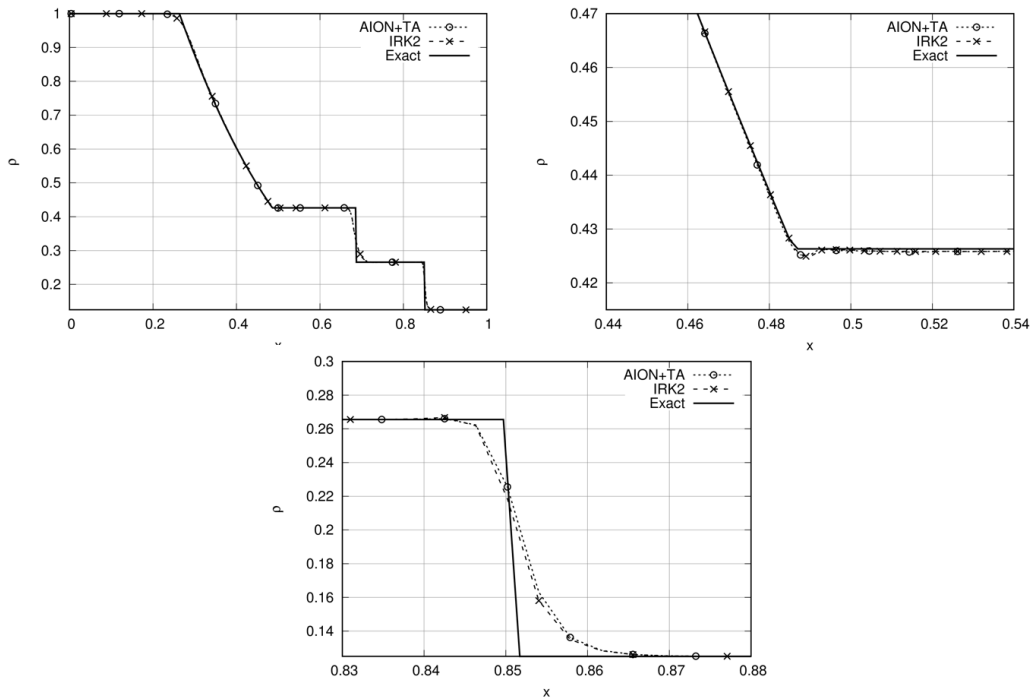 1
0.9
0.8
0.7
0.6
0.5
0.4
0.3
0.2
0 0.2 0.4 0.6 0.8 1
ρ
x
AION+TA
IRK2
Exact
0.47
0.46
0.45
0.44
0.43
0.42
0.44 0.46 0.48 0.5 0.52 0.54
ρ
x
AION+TA
IRK2
Exact
0.3
0.28
0.26
0.24
0.22
0.2
0.18
0.16
0.14
0.83 0.84 0.85 0.86 0.87 0.88
ρ
x
AION+TA
IRK2
Exact